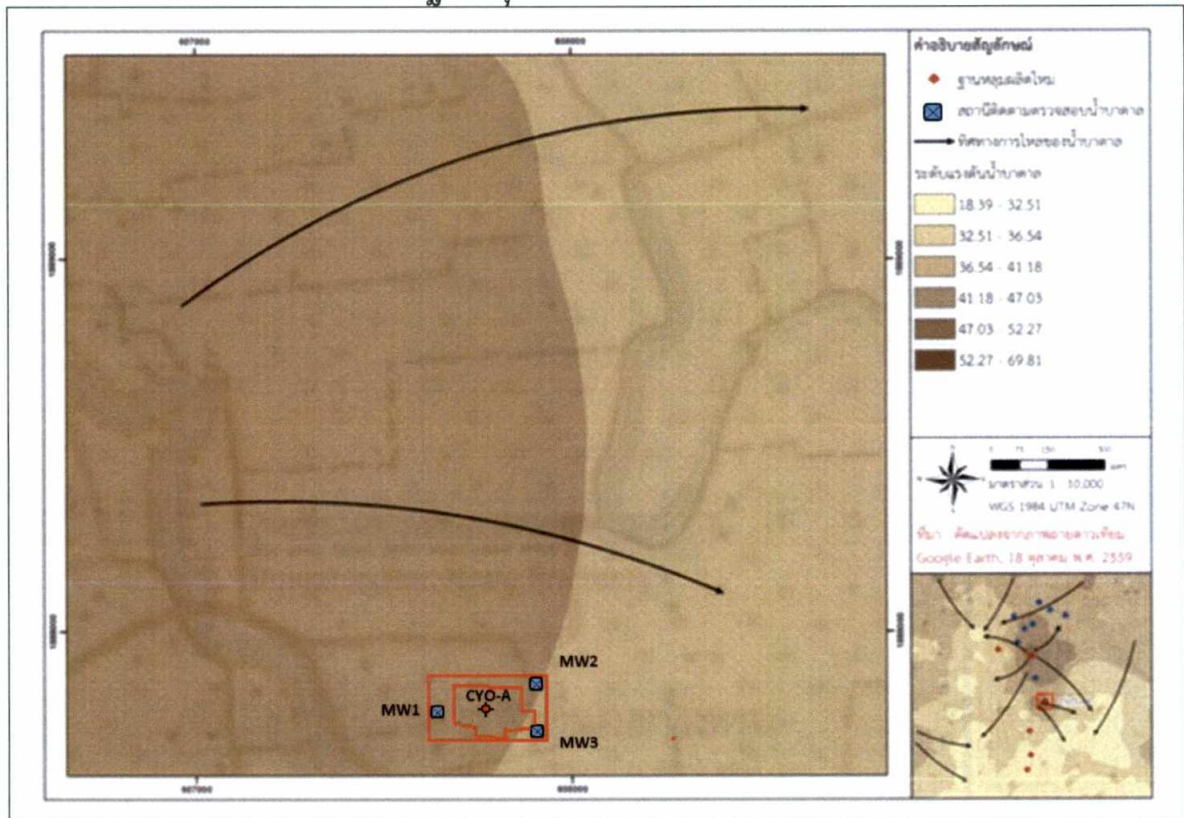 607000
608000
MW2
CYO-A
MW1
MW3
607000
608000
คำอธิบายสัญลักษณ์
ฐานหลุมผลิตใหม่
สถานีติดตามตรวจสอบน้ำบาดาล
ทิศทางการไหลของน้ำบาดาล
ระดับแรงดันน้ำบาดาล
18.39 - 32.51
32.51 - 36.54
36.54 - 41.18
41.18 - 47.03
47.03 - 52.27
52.27 - 69.81
0 75 150 300
เมตร
มาตราส่วน 1 : 10,000
WGS 1984 UTM Zone 47N
ที่มา : ดัดแปลงจากภาพถ่ายดาวเทียม
Google Earth, 18 ตุลาคม พ.ศ. 2559